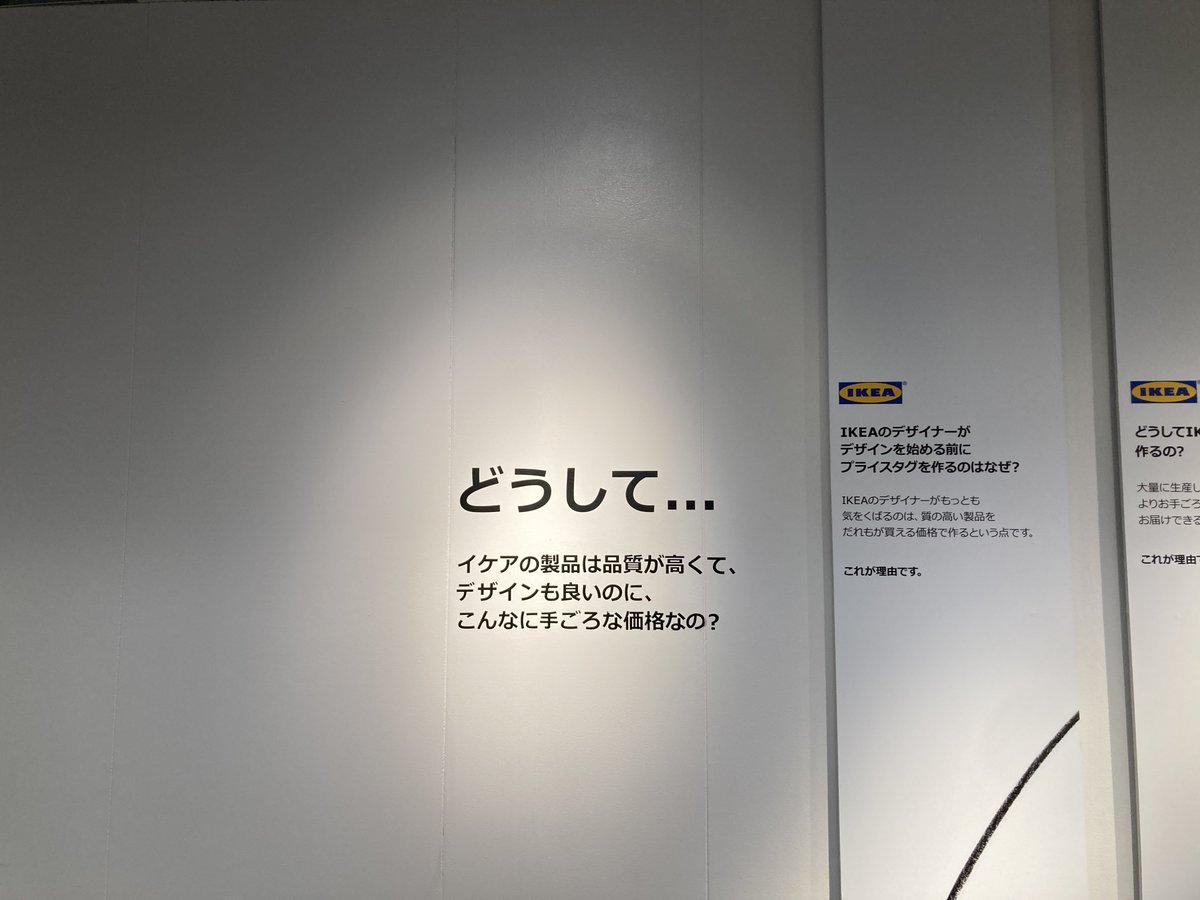 どうして...
イケアの製品は品質が高くて、
デザインも良いのに、
こんなに手ごろな価格なの?
IKEA
IKEAのデザイナーが
デザインを始める前に
プライスタグを作るのはなぜ?
IKEAのデザイナーがもっとも
気をくばるのは、質の高い製品を
だれもが買える価格で作るという点です。
これが理由です。
IKEA
どうしてIK
作るの?
大量に生産し
よりお手ごろ
お届けできる
これが理由で